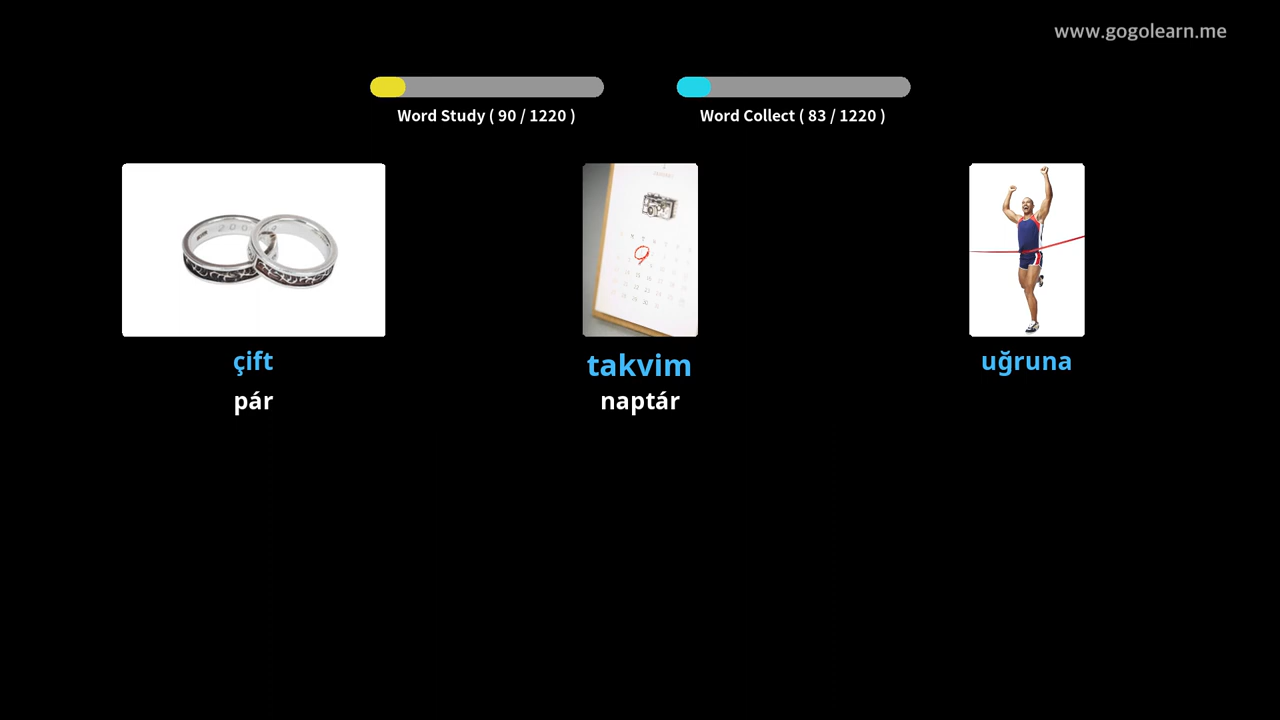 www.gogolearn.me
Word Study ( 90 / 1220 )
Word Collect ( 83 / 1220 )
çift
takvim
uğruna
pár
naptár